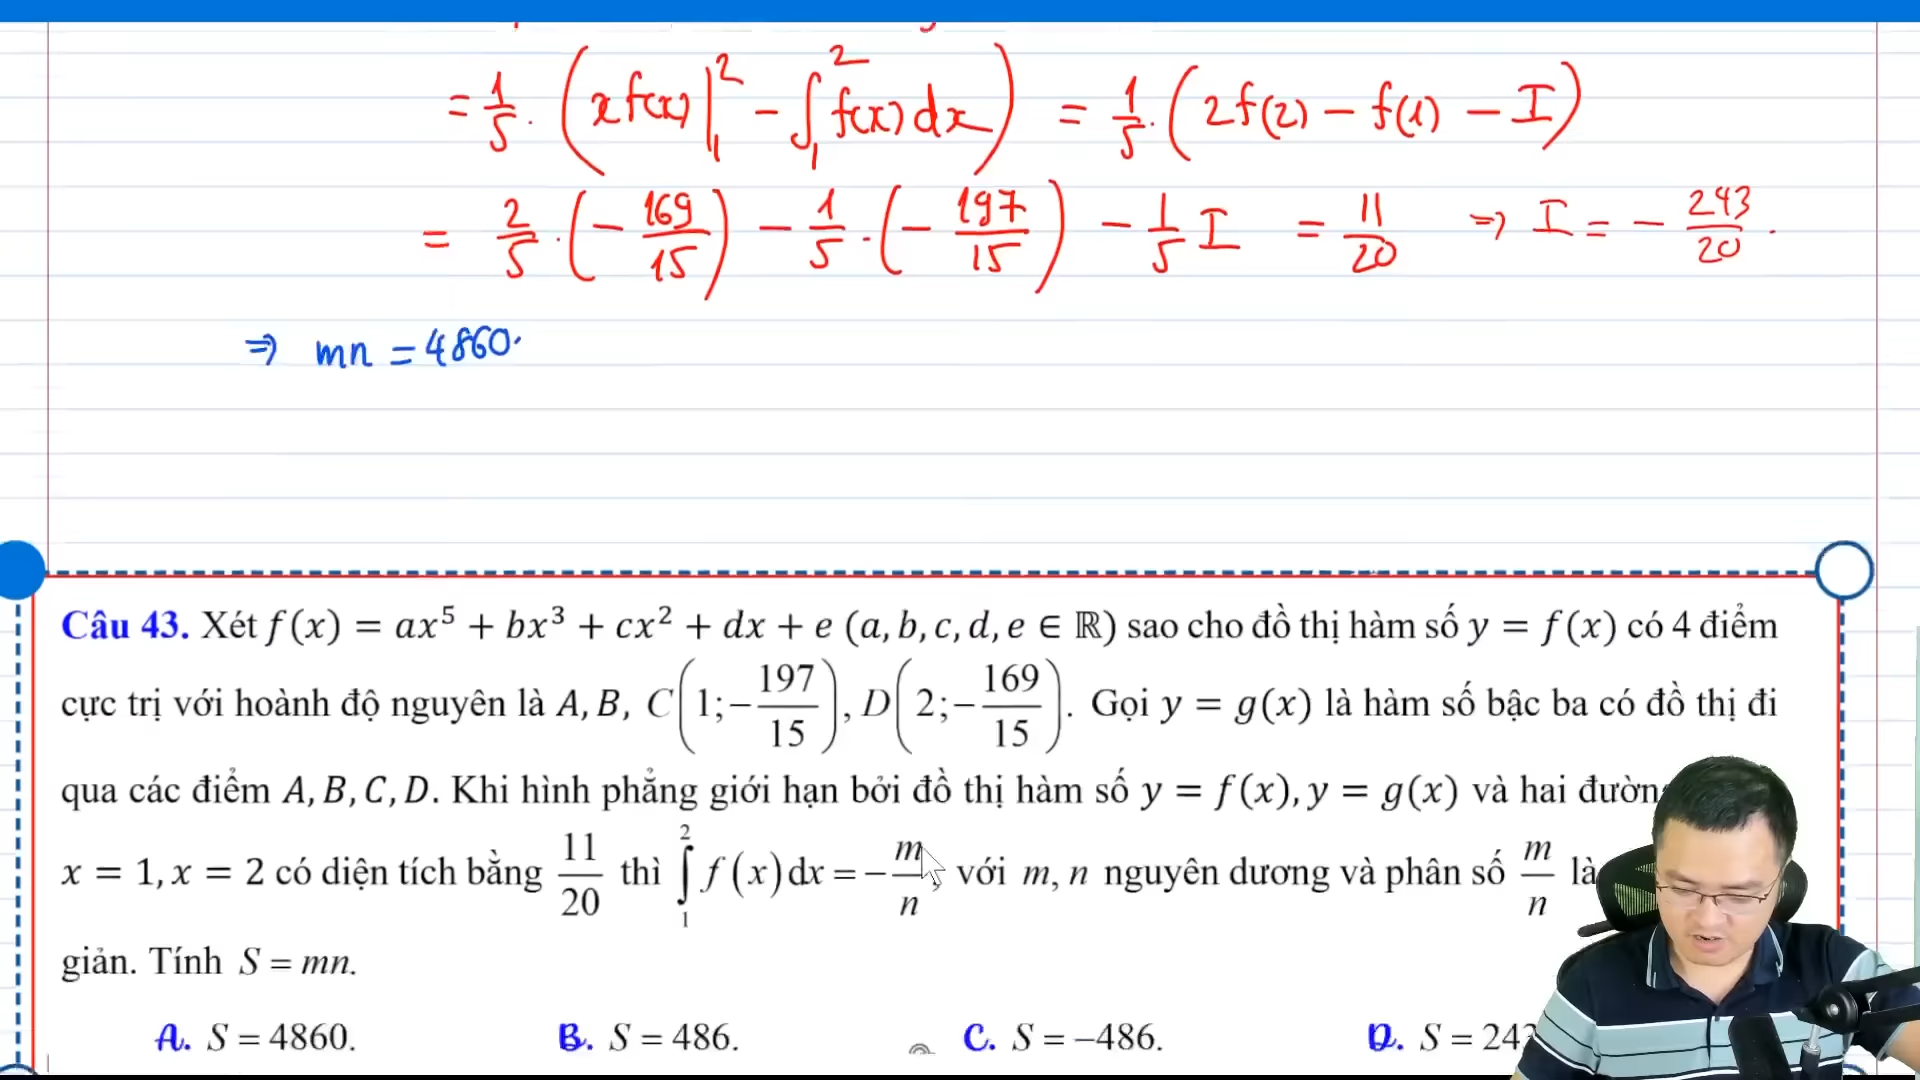 = 1/5 · (xf(x)|₁² − ∫₁² f(x)dx) = 1/5 · (2f(2) − f(1) − I)
= 2/5 · (−169/15) − 1/5 · (−197/15) − 1/5 I = 11/20 ⇒ I = −243/20.
⇒ mn = 4860.
Câu 43. Xét f(x) = ax⁵ + bx³ + cx² + dx + e (a, b, c, d, e ∈ ℝ) sao cho đồ thị hàm số y = f(x) có 4 điểm
cực trị với hoành độ nguyên là A, B, C(1; −197/15), D(2; −169/15). Gọi y = g(x) là hàm số bậc ba có đồ thị đi
qua các điểm A, B, C, D. Khi hình phẳng giới hạn bởi đồ thị hàm số y = f(x), y = g(x) và hai
x = 1, x = 2 có diện tích bằng 11/20 thì ∫₁² f(x)dx = −m/n, với m, n nguyên dương và phân số m/n là
giản. Tính S = mn.
A. S = 4860. B. S = 486. C. S = −486. D. S = 24